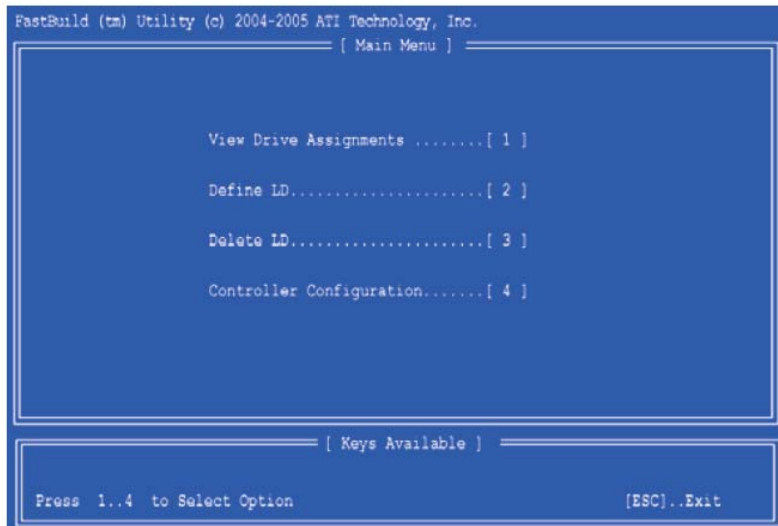 FastBuild (tm) Utility (c) 2004-2005 ATI Technology, Inc.
[ Main Menu ]
View Drive Assignments ........[ 1 ]
Define LD......................[ 2 ]
Delete LD......................[ 3 ]
Controller Configuration.......[ 4 ]
[ Keys Available ]
Press 1..4 to Select Option [ESC]..Exit